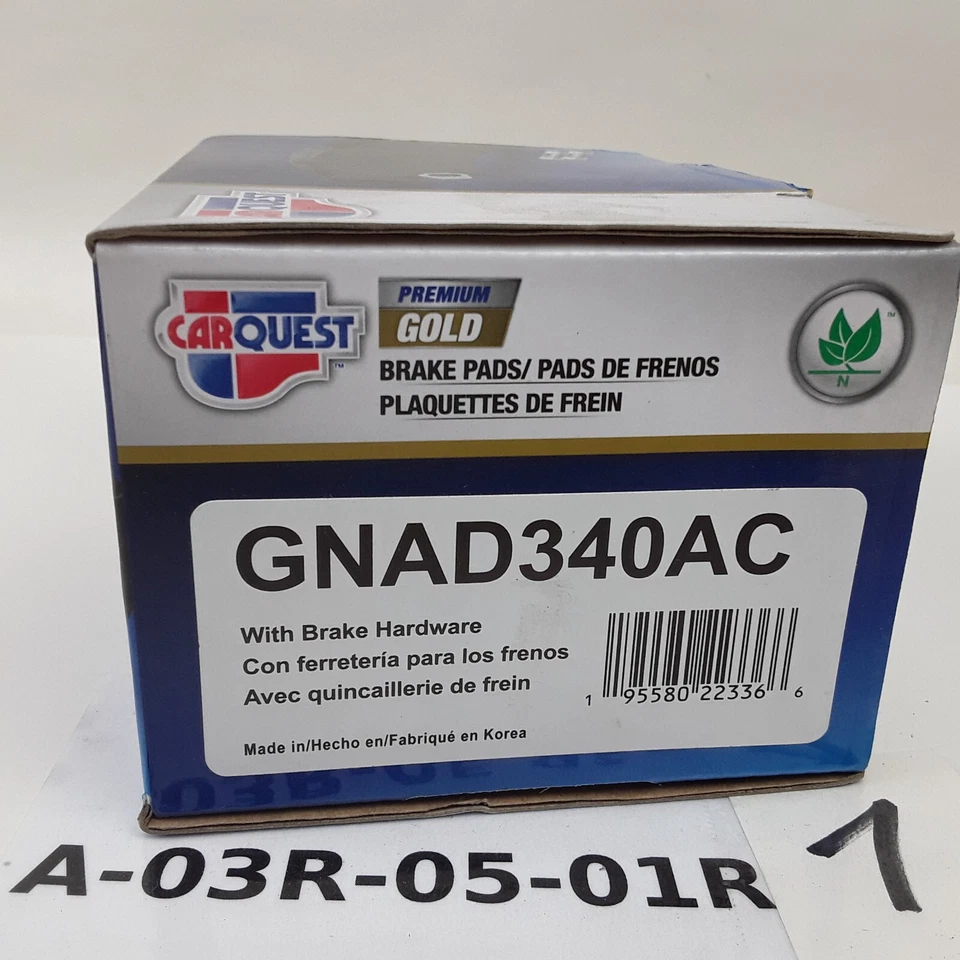 CARQUEST
CARQUEST™
PREMIUM
GOLD
BRAKE PADS/ PADS DE FRENOS
PLAQUETTES DE FREIN
™
N
GNAD340AC
With Brake Hardware
Con ferretería para los frenos
Avec quincaillerie de frein
1 95580 22336 6
Made in/Hecho en/Fabriqué en Korea
A-03R-05-01R
1